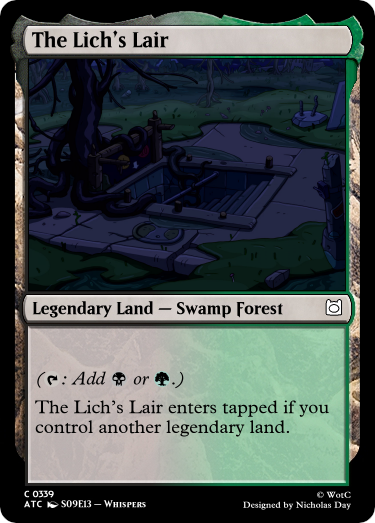 The Lich's Lair
Legendary Land — Swamp Forest
( : Add or .)
The Lich's Lair enters tapped if you
control another legendary land.
C 0339 © WotC
ATC S09E13 – Whispers Designed by Nicholas Day